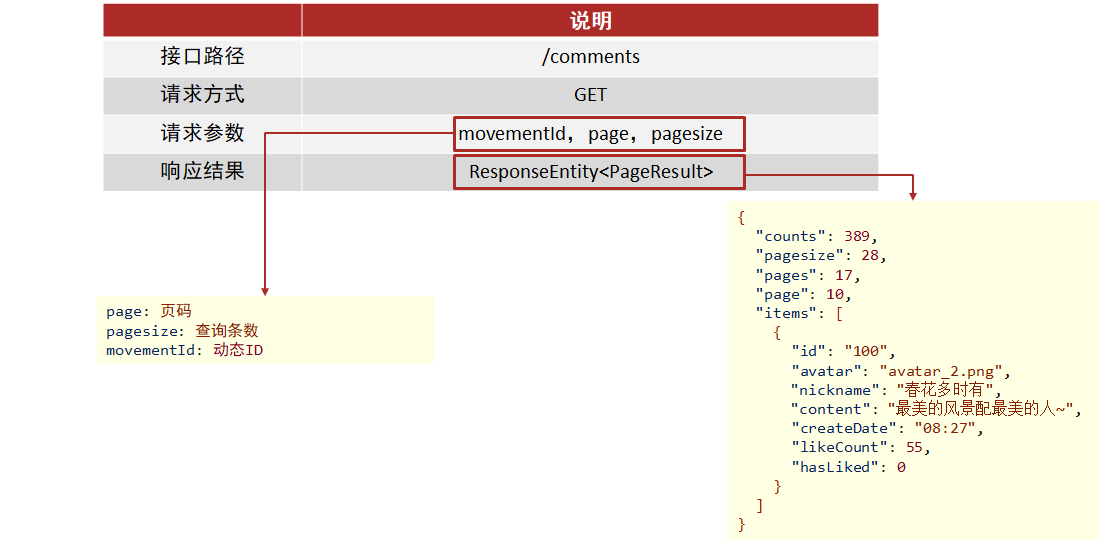 说明
接口路径 /comments
请求方式 GET
请求参数 movementId，page，pagesize
响应结果 ResponseEntity<PageResult>
page: 页码
pagesize: 查询条数
movementId: 动态ID
{
"counts": 389,
"pagesize": 28,
"pages": 17,
"page": 10,
"items": [
{
"id": "100",
"avatar": "avatar_2.png",
"nickname": "春花多时有",
"content": "最美的风景配最美的人~",
"createDate": "08:27",
"likeCount": 55,
"hasLiked": 0
}
]
}